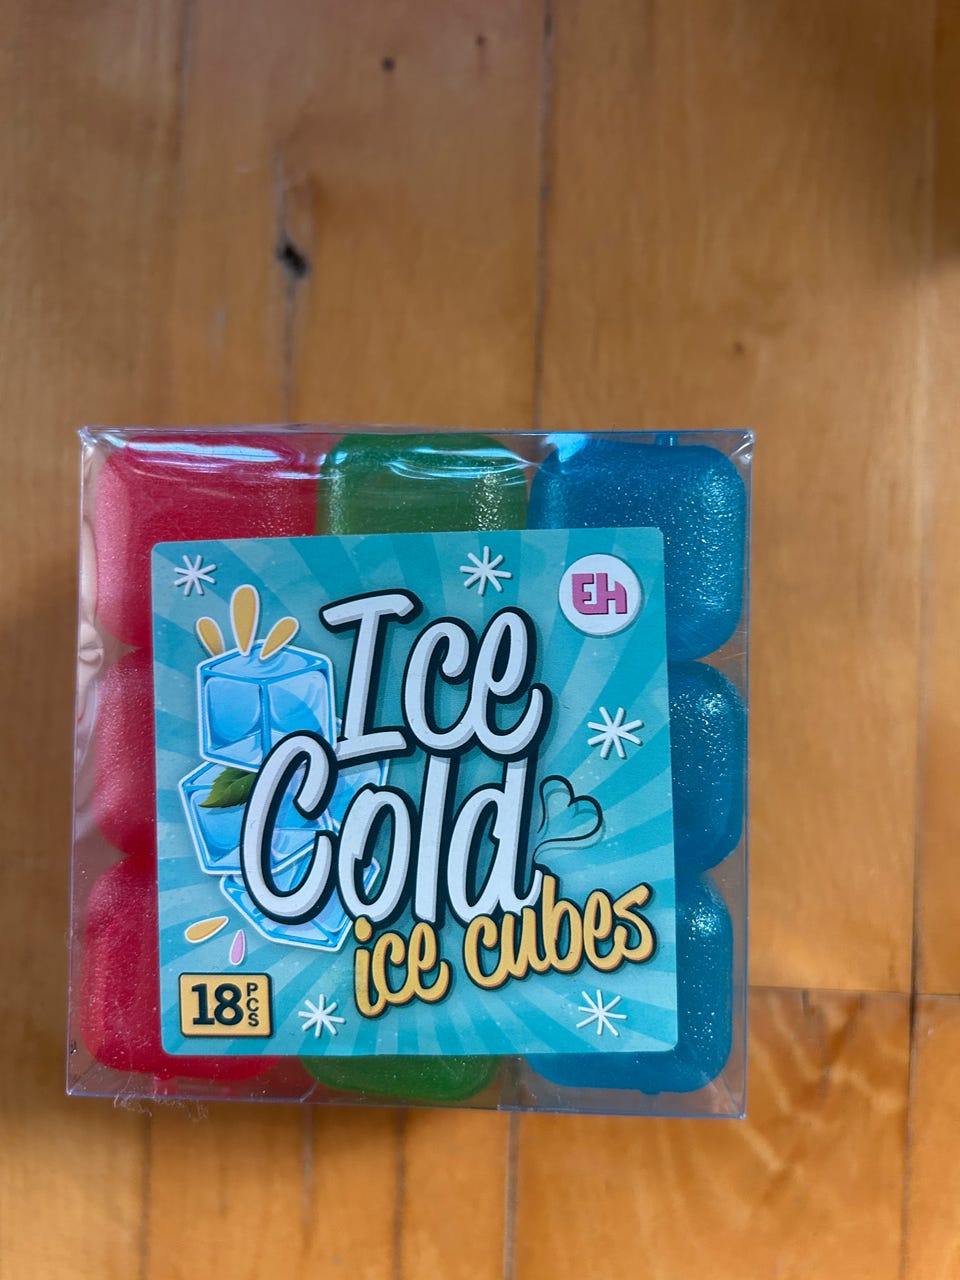 EH
Ice
Cold
ice cubes
18 PCS